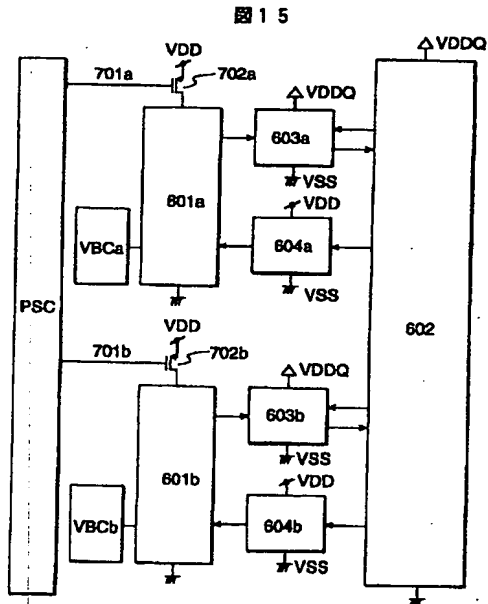 図15
VDDQ
VDD
701a
702a
VDDQ
603a
VSS
601a
VDD
VBCa
604a
VSS
PSC
602
VDD
701b
702b
VDDQ
603b
VSS
601b
VDD
VBCb
604b
VSS